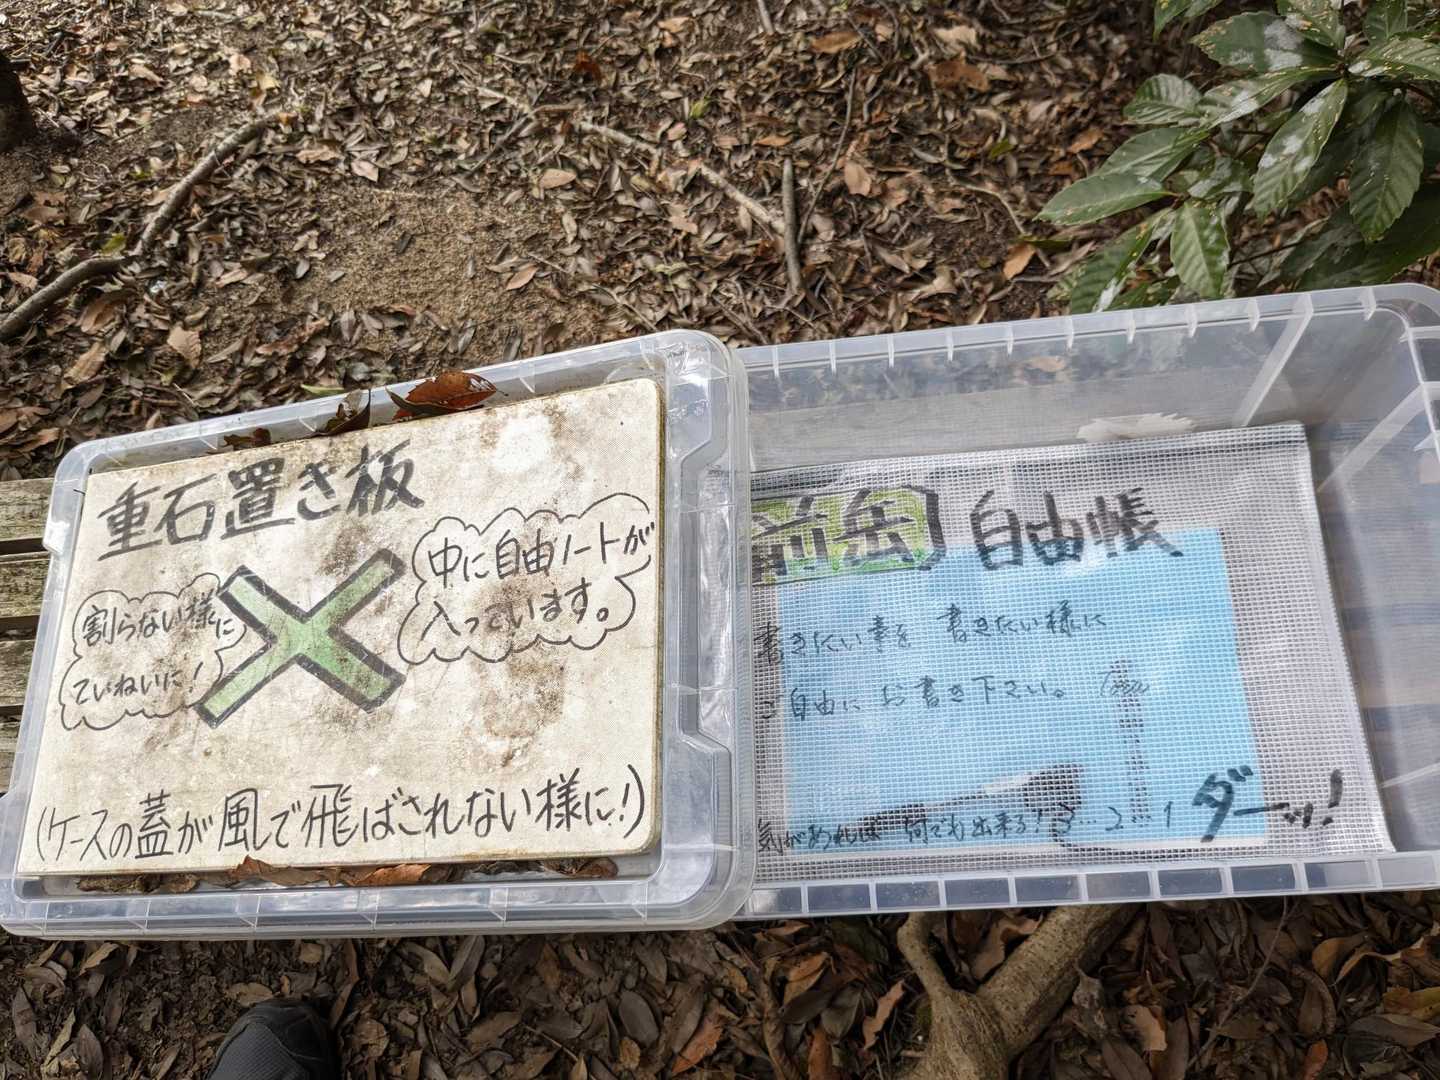 重石置き板
中に自由ノートが
入っています。
割らない様に
ていねいに!
(ケースの蓋が風で飛ばされない様に!)
前岳】自由帳
書きたい事を 書きたい様に
ご自由に お書き下さい。
気があれば 何でも出来る! 3…2…1 ダーッ!